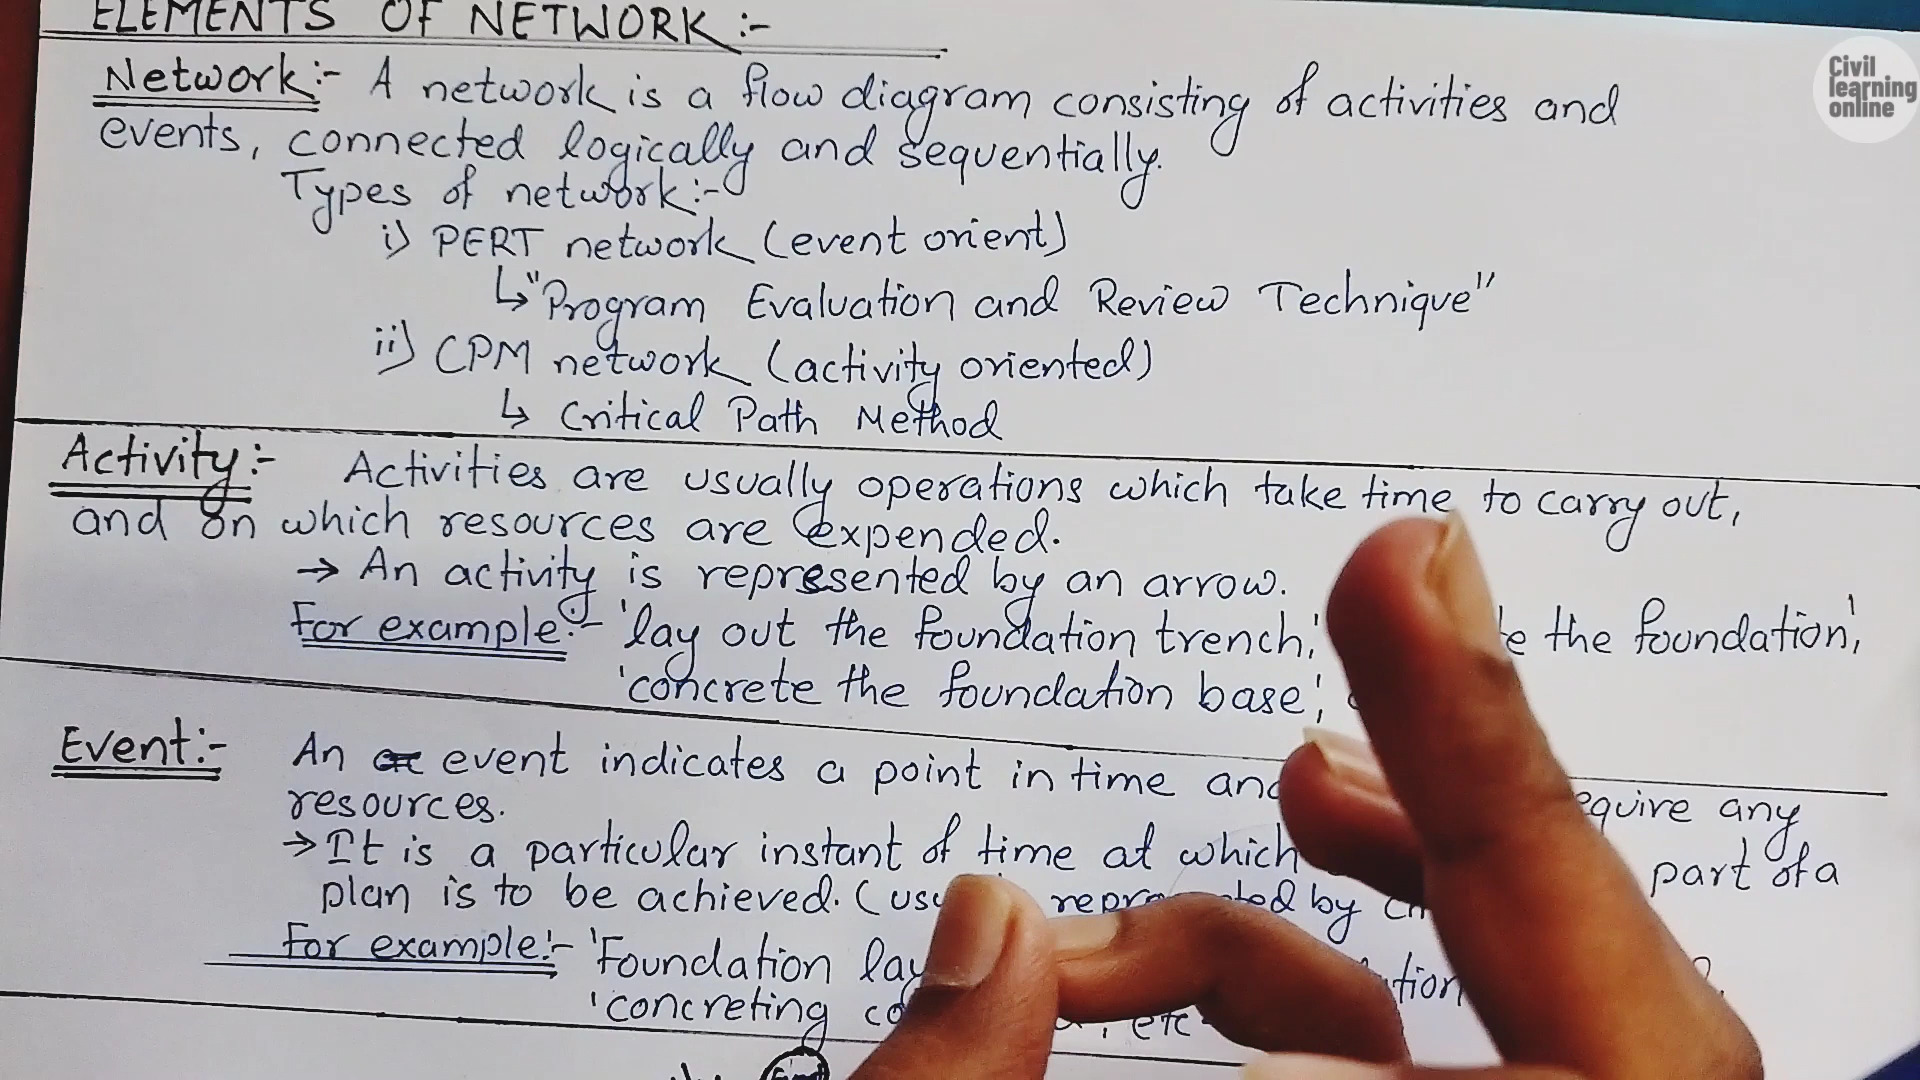 ELEMENTS OF NETWORK:-
Civil
learning
online
Network:- A network is a flow diagram consisting of activities and
events, connected logically and sequentially.
Types of network:-
i) PERT network (event orient)
↳ "Program Evaluation and Review Technique"
ii) CPM network (activity oriented)
↳ Critical Path Method
Activity:- Activities are usually operations which take time to carry out,
and on which resources are expended.
→ An activity is represented by an arrow.
For example:- 'lay out the foundation trench,' the foundation,'
'concrete the foundation base,'
Event:- An event indicates a point in time and any
resources.
→ It is a particular instant of time at which part of a
plan is to be achieved. ( by
For example:- 'Foundation
'concreting , etc